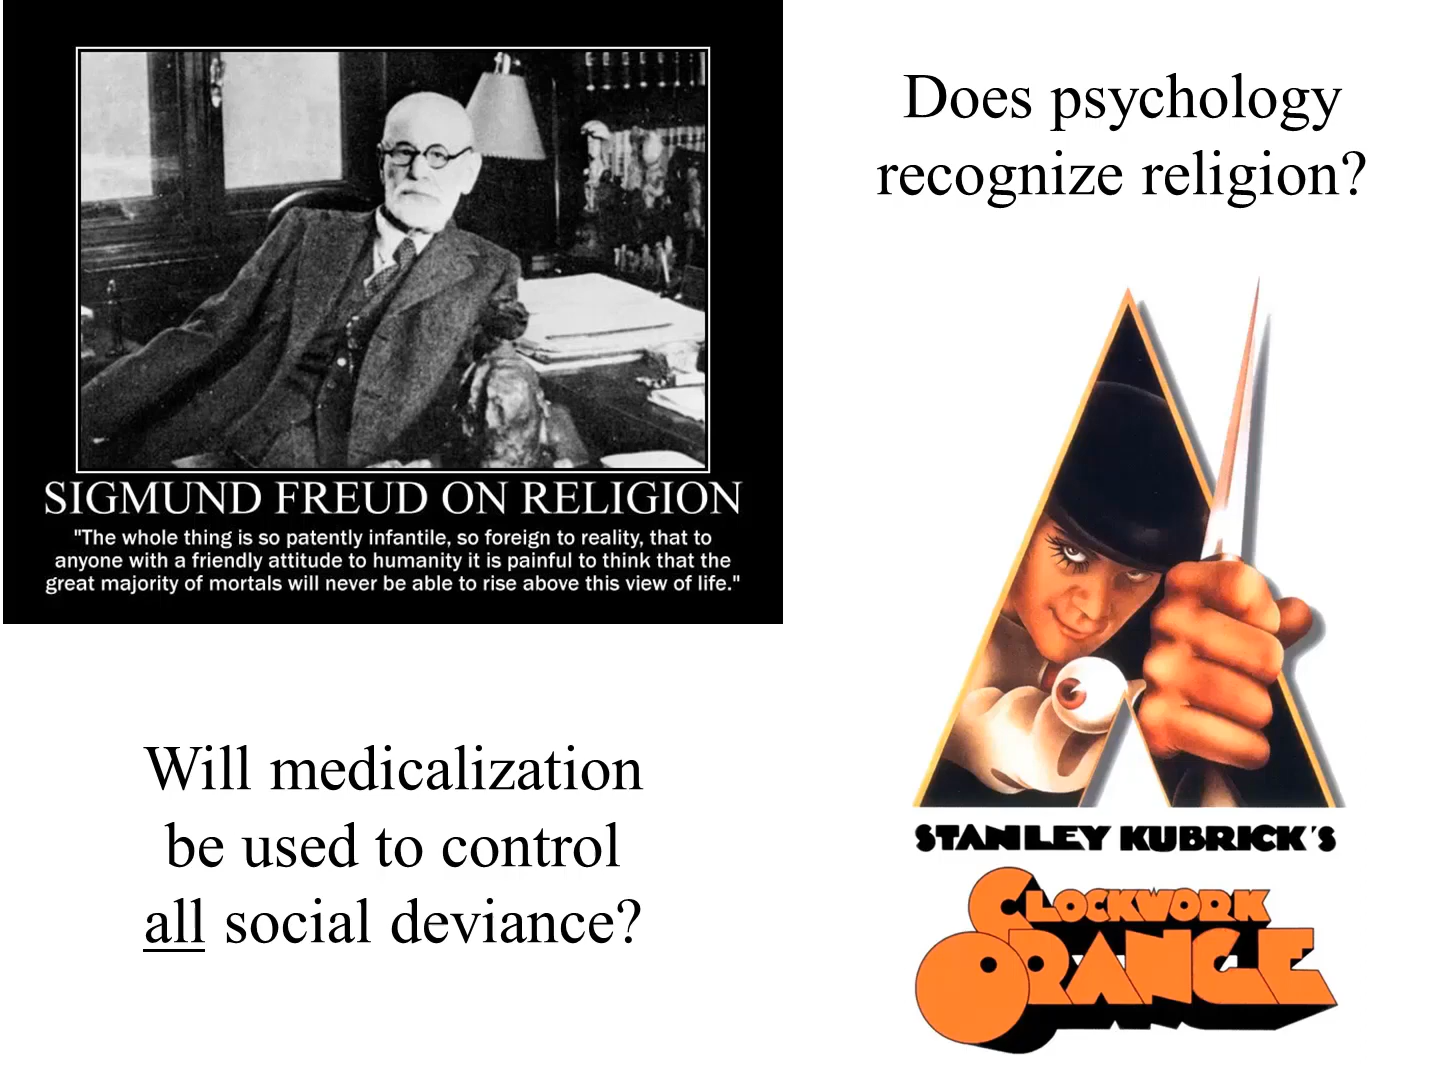 SIGMUND FREUD ON RELIGION
"The whole thing is so patently infantile, so foreign to reality, that to
anyone with a friendly attitude to humanity it is painful to think that the
great majority of mortals will never be able to rise above this view of life."
Does psychology
recognize religion?
Will medicalization
be used to control
all social deviance?
STANLEY KUBRICK'S
CLOCKWORK
ORANGE